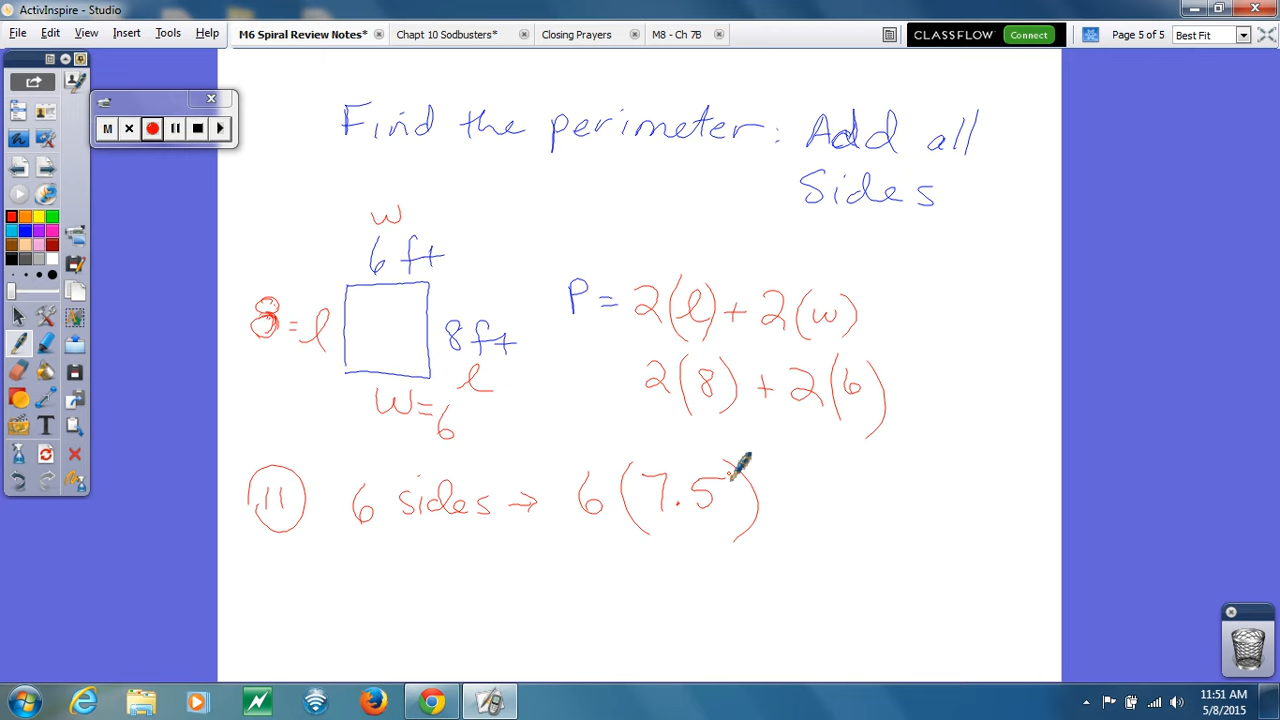 ActivInspire - Studio
File Edit View Insert Tools Help
M6 Spiral Review Notes* Chapt 10 Sodbusters* Closing Prayers M8 - Ch 7B
CLASSFLOW Connect
Page 5 of 5 Best Fit
M
Find the perimeter: Add all
Sides
w
6 ft
8 = l
8 ft
l
w = 6
P = 2(l) + 2(w)
2(8) + 2(6)
11 6 sides → 6(7.5)
T
11:51 AM
5/8/2015